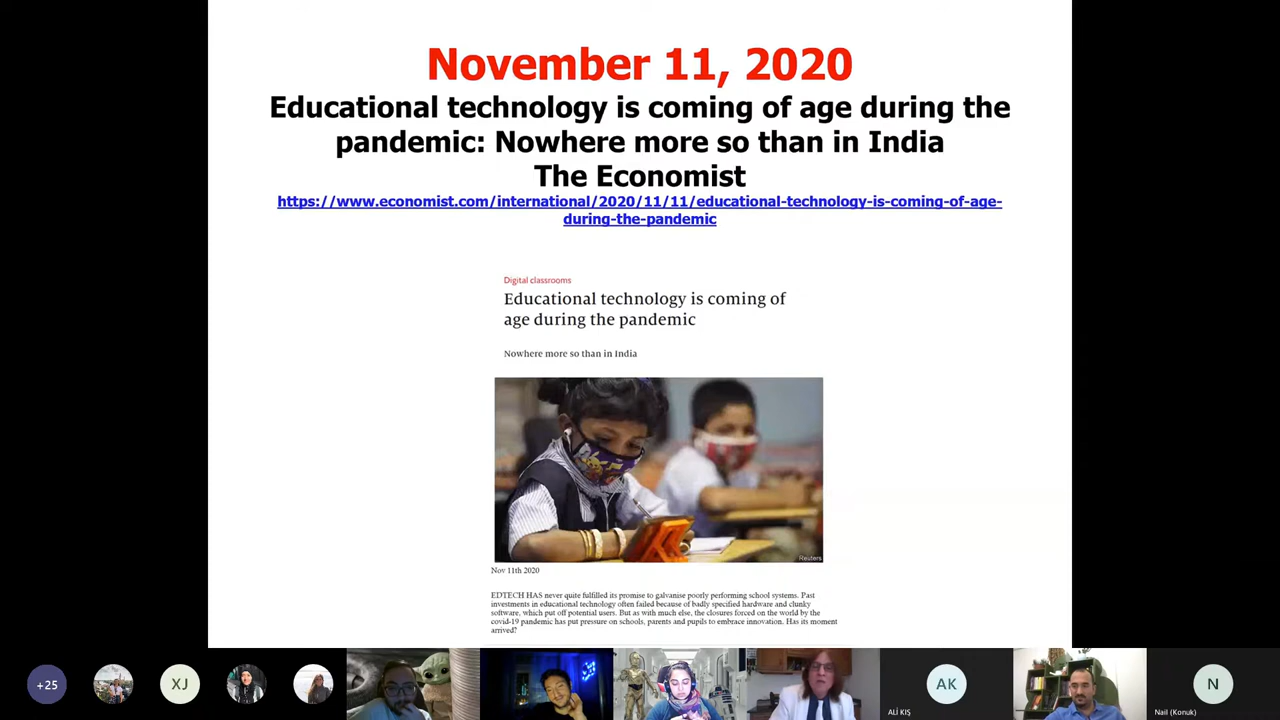 November 11, 2020
Educational technology is coming of age during the
pandemic: Nowhere more so than in India
The Economist
https://www.economist.com/international/2020/11/11/educational-technology-is-coming-of-age-
during-the-pandemic
Digital classrooms
Educational technology is coming of
age during the pandemic
Nowhere more so than in India
Reuters
Nov 11th 2020
EDTECH HAS never quite fulfilled its promise to galvanise poorly performing school systems. Past
investments in educational technology often failed because of badly specified hardware and clunky
software, which put off potential users. But as with much else, the closures forced on the world by the
covid-19 pandemic has put pressure on schools, parents and pupils to embrace innovation. Has its moment
arrived?
+25
XJ
AK
ALİ KIŞ
N
Nail (Konuk)